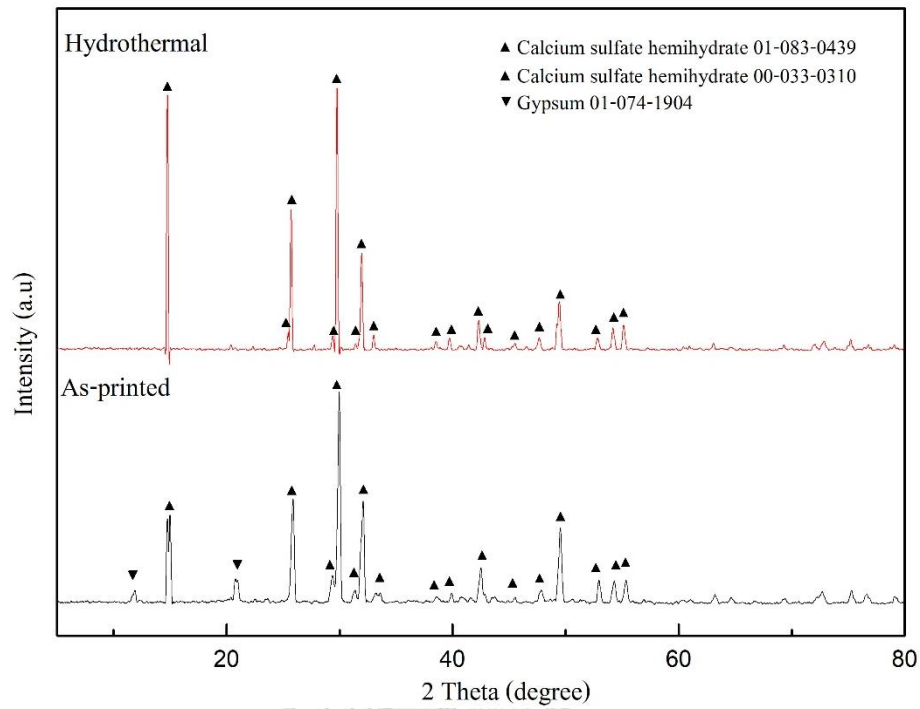 Hydrothermal
▲ Calcium sulfate hemihydrate 01-083-0439
▲ Calcium sulfate hemihydrate 00-033-0310
▼ Gypsum 01-074-1904
Intensity (a.u)
As-printed
20 40 60 80
2 Theta (degree)